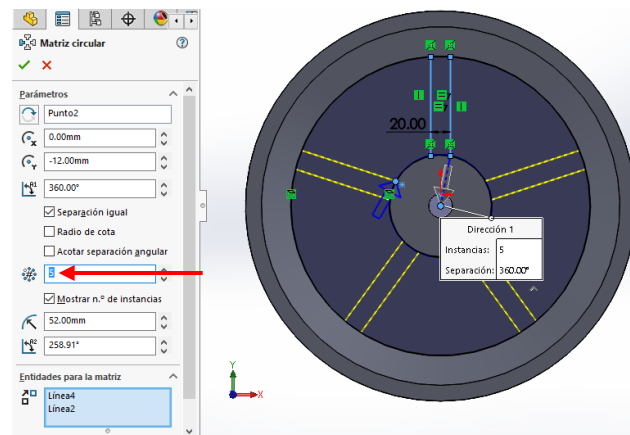 Matriz circular
Parámetros
Punto2
x
0.00mm
Y
-12.00mm
A1
360.00°
Separación igual
Radio de cota
Acotar separación angular
#
5
Mostrar n.º de instancias
52.00mm
A2
258.91°
Entidades para la matriz
Línea4
Línea2
20.00
Dirección 1
Instancias: 5
Separación: 360.00°
Y
X